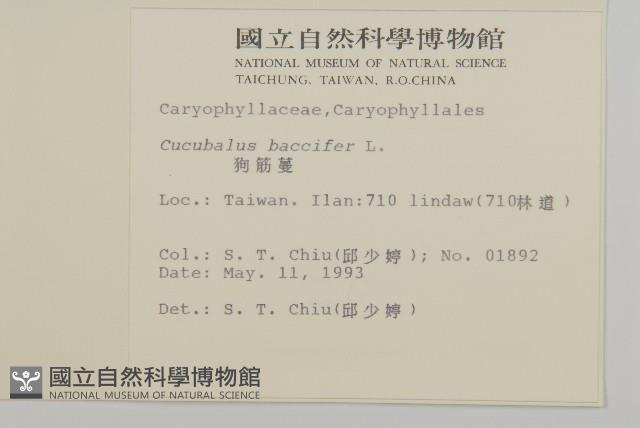 國立自然科學博物館
NATIONAL MUSEUM OF NATURAL SCIENCE
TAICHUNG, TAIWAN, R.O.CHINA
Caryophyllaceae,Caryophyllales
Cucubalus baccifer L.
狗筋蔓
Loc.: Taiwan. Ilan:710 lindaw(710林道)
Col.: S. T. Chiu(邱少婷); No. 01892
Date: May. 11, 1993
Det.: S. T. Chiu(邱少婷)
國立自然科學博物館
NATIONAL MUSEUM OF NATURAL SCIENCE